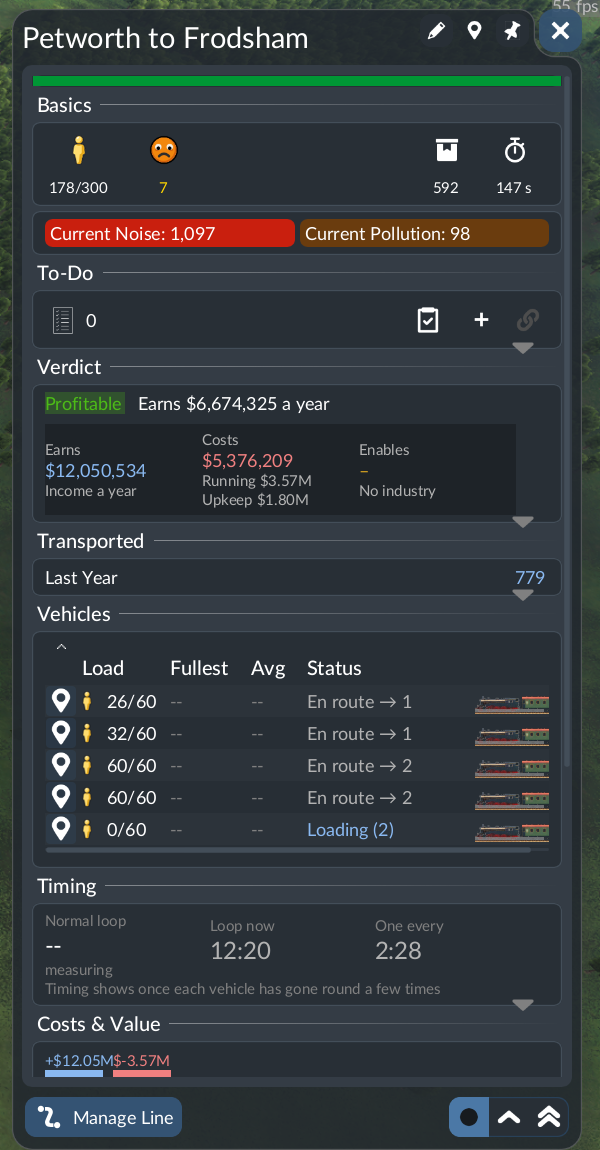 55 fps
Petworth to Frodsham
Basics
178/300 7 592 147 s
Current Noise: 1,097 Current Pollution: 98
To-Do
0
Verdict
Profitable Earns $6,674,325 a year
Earns Costs Enables
$12,050,534 $5,376,209 –
Income a year Running $3.57M No industry
Upkeep $1.80M
Transported
Last Year 779
Vehicles
Load Fullest Avg Status
26/60 -- -- En route → 1
32/60 -- -- En route → 1
60/60 -- -- En route → 2
60/60 -- -- En route → 2
0/60 -- -- Loading (2)
Timing
Normal loop Loop now One every
-- 12:20 2:28
measuring
Timing shows once each vehicle has gone round a few times
Costs & Value
+$12.05M $-3.57M
Manage Line